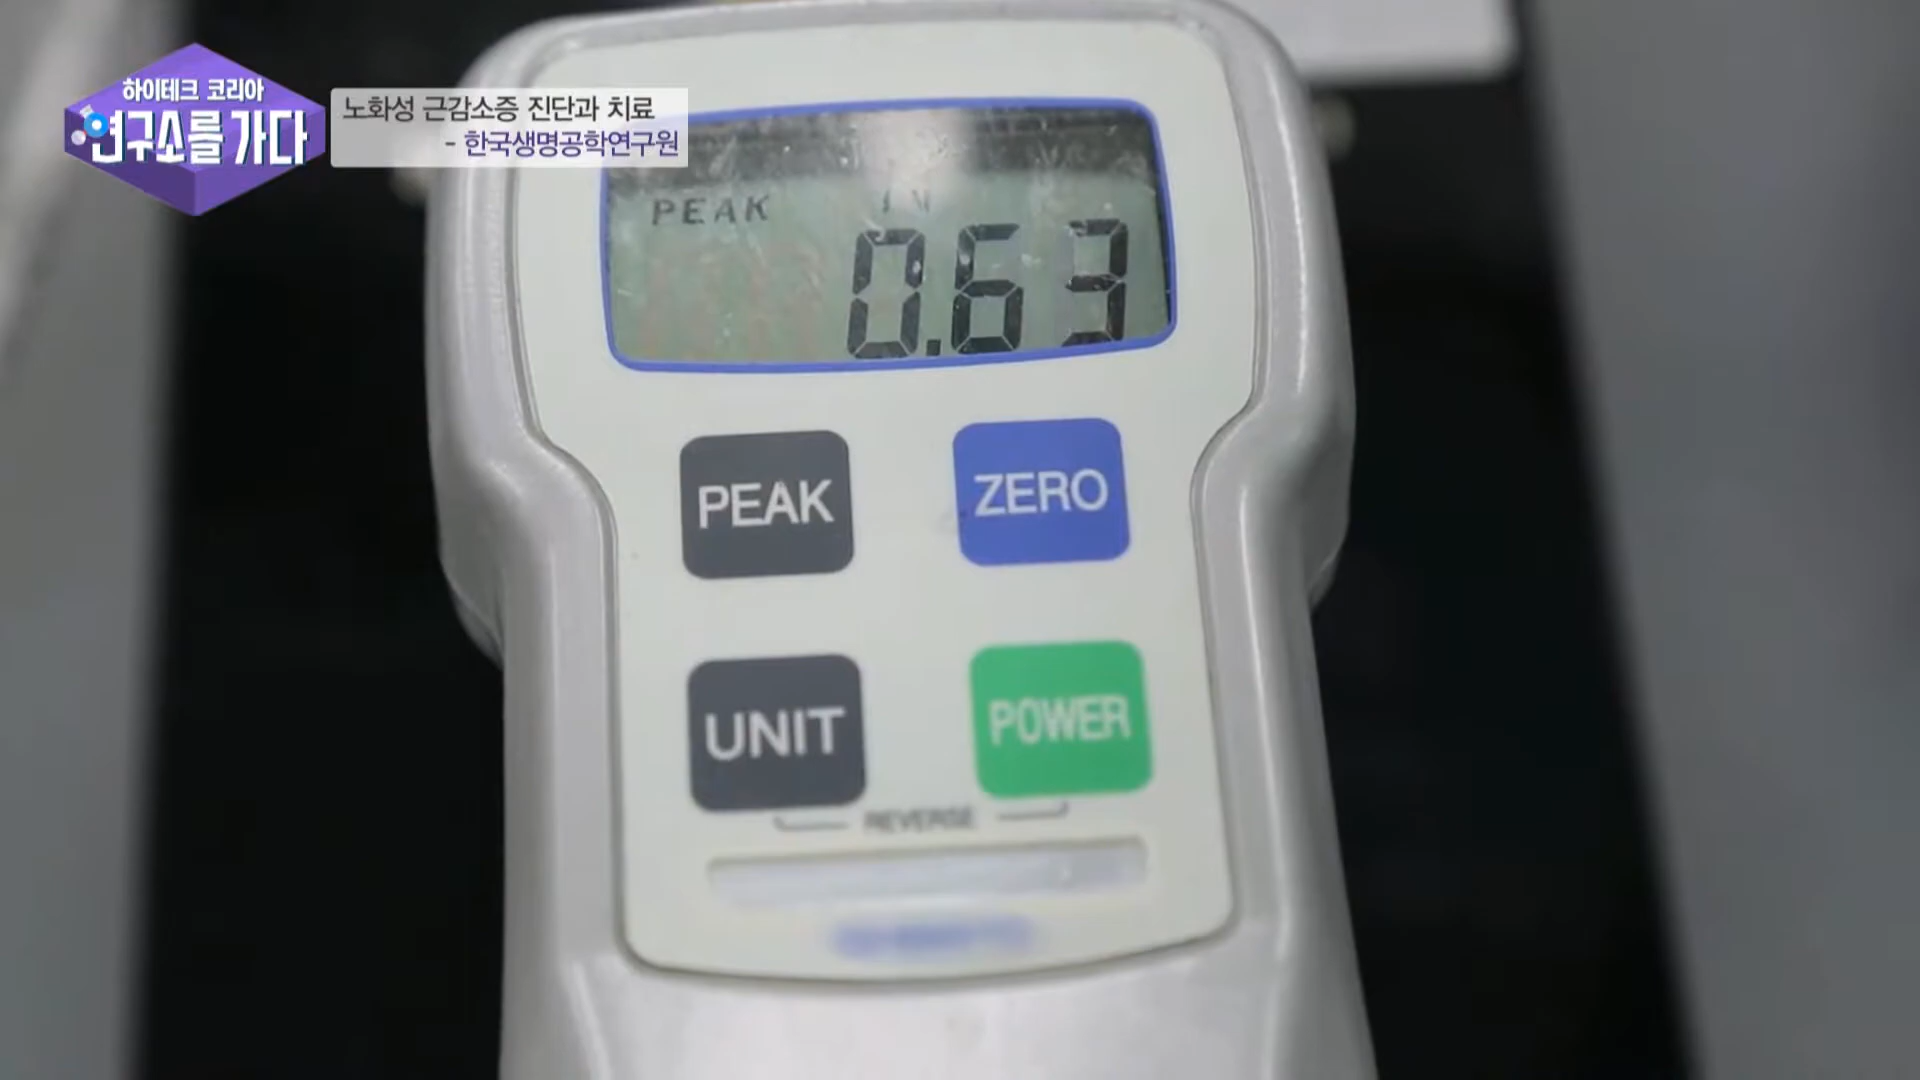 하이테크 코리아
연구소를 가다
노화성 근감소증 진단과 치료
- 한국생명공학연구원
PEAK
N
0.63
PEAK
ZERO
UNIT
POWER
REVERSE